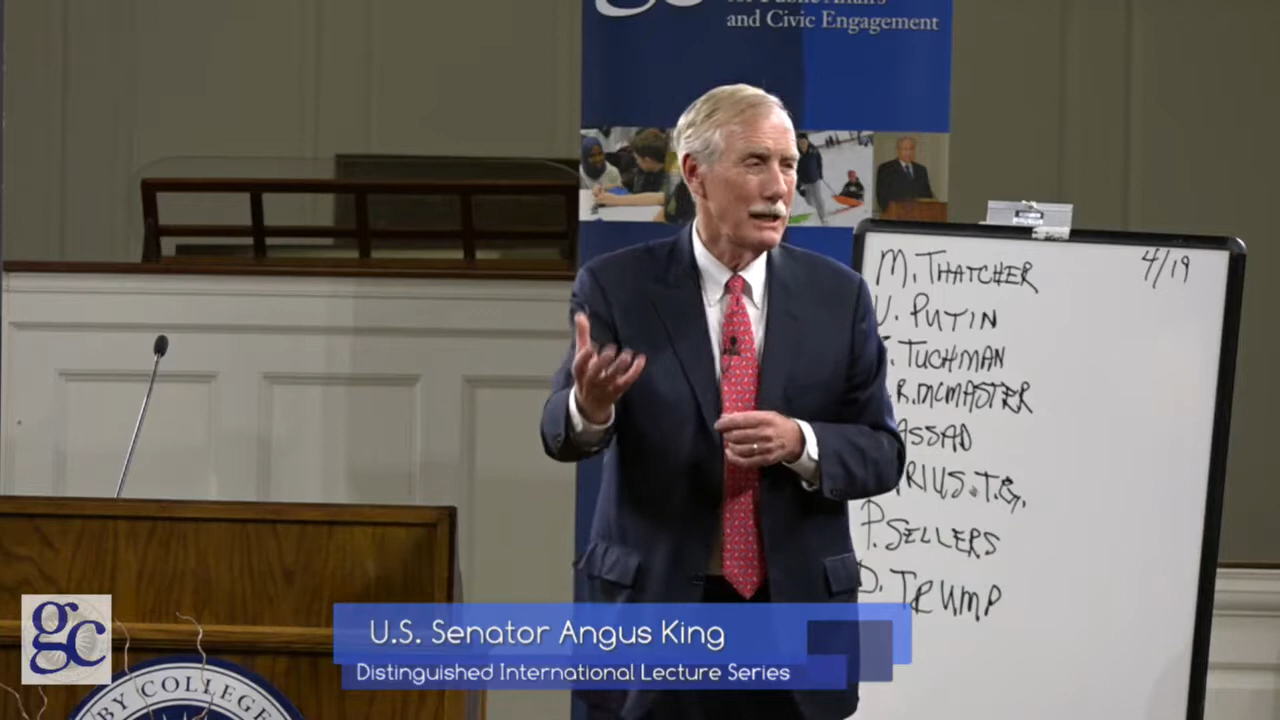 gc
and Civic Engagement
M. THATCHER
4/19
V. PUTIN
TUCHMAN
R. MCMASTER
ASSAD
RIUS.T.G.
P. SELLERS
D. TRUMP
U.S. Senator Angus King
Distinguished International Lecture Series
gc
BY COLLEGE